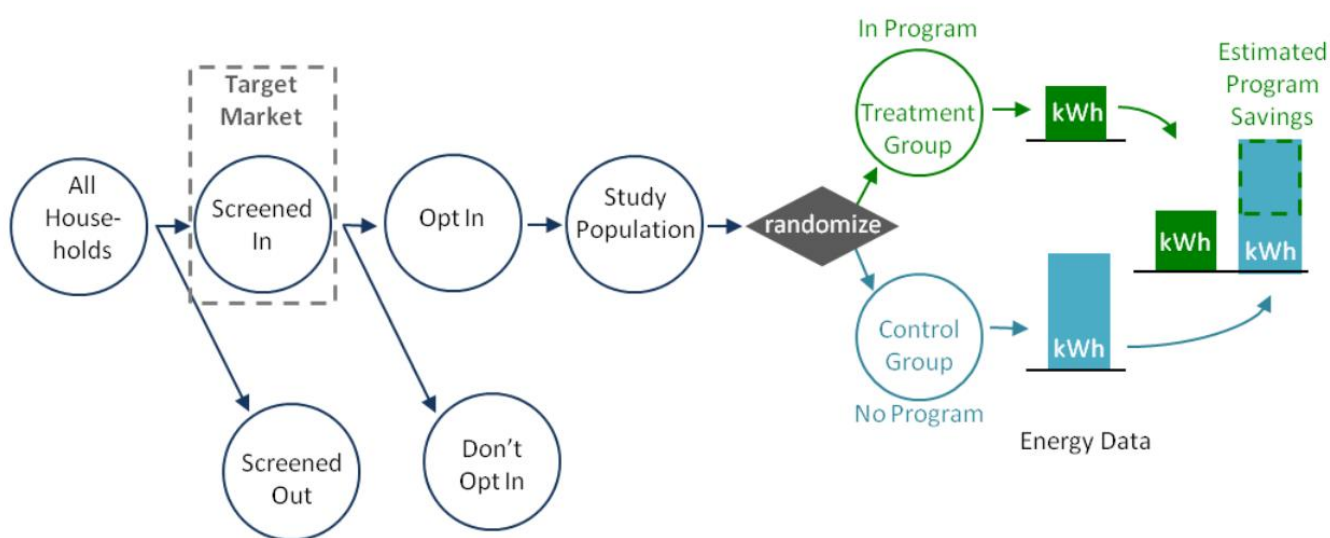 All
House-
holds
Target
Market
Screened
In
Screened
Out
Opt In
Don’t
Opt In
Study
Population
randomize
In Program
Treatment
Group
kWh
Control
Group
No Program
kWh
Energy Data
Estimated
Program
Savings
kWh
kWh